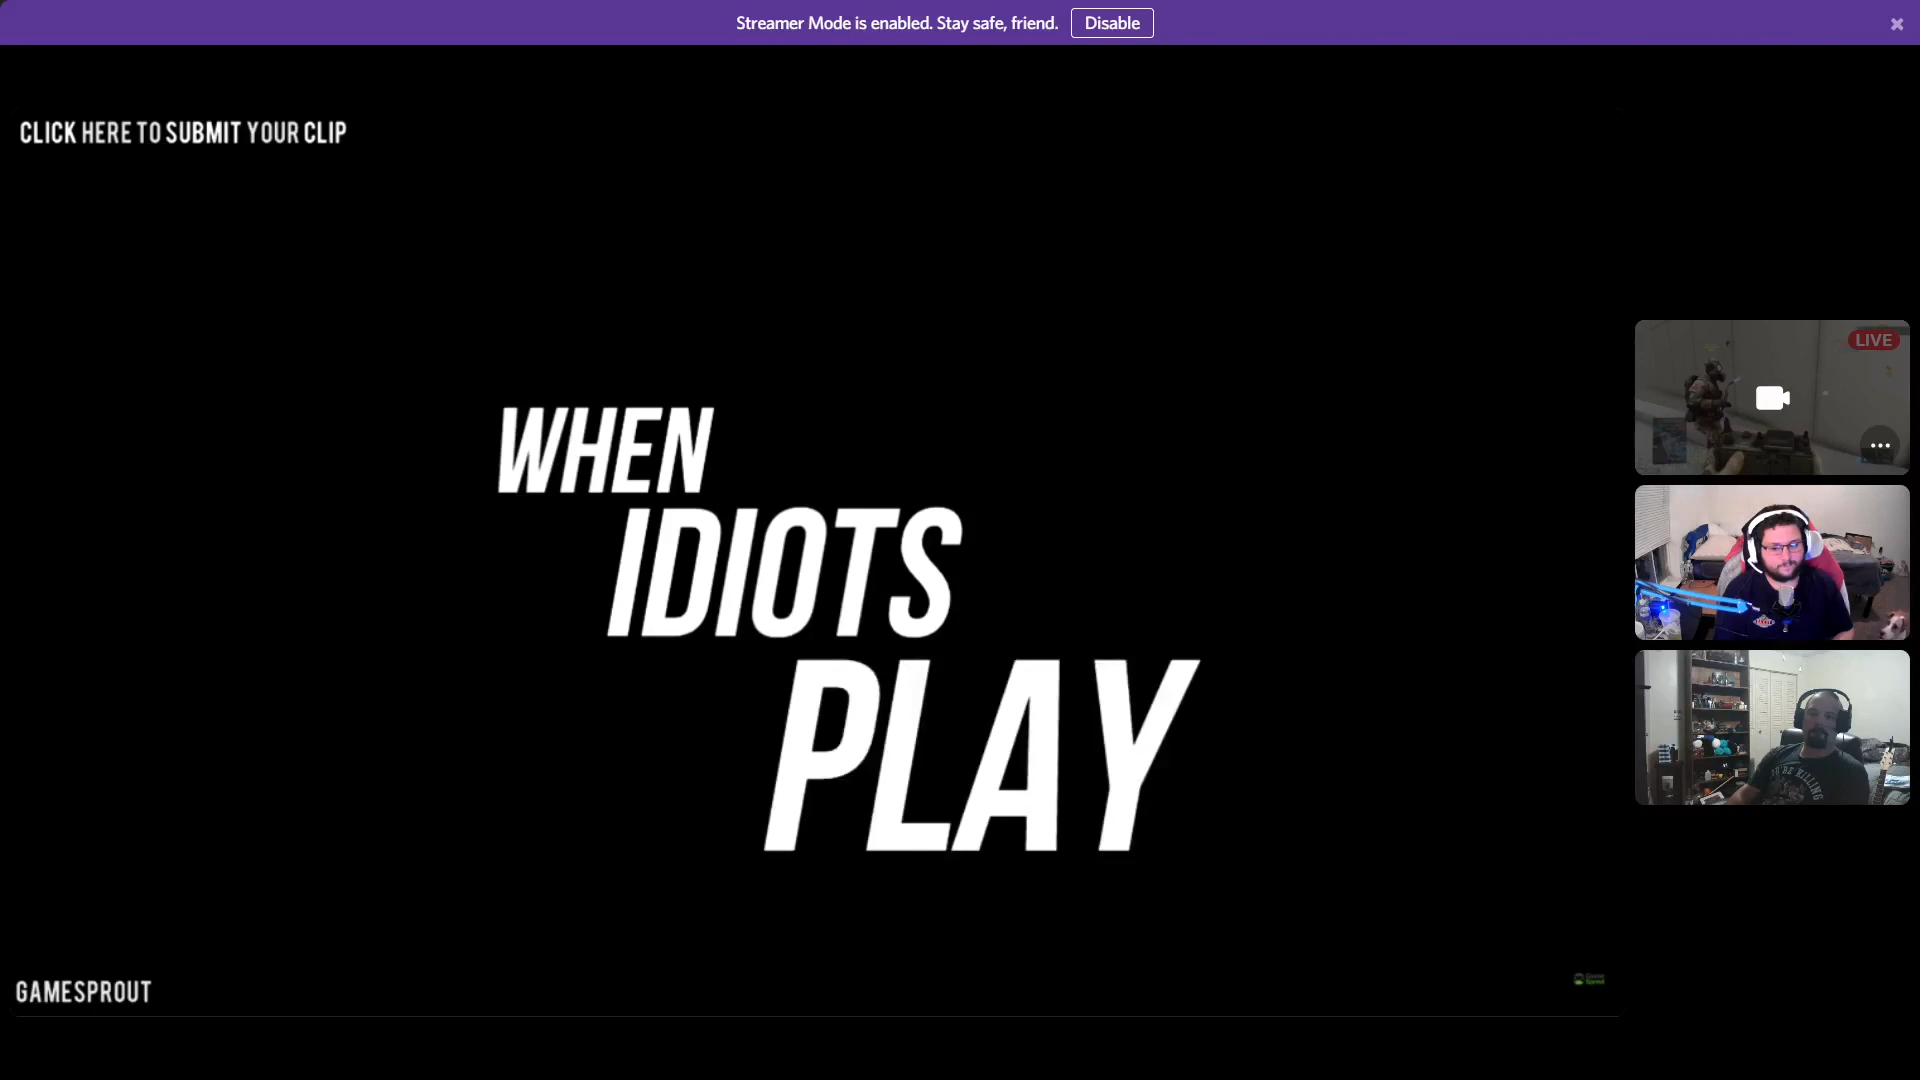 Streamer Mode is enabled. Stay safe, friend.
Disable
CLICK HERE TO SUBMIT YOUR CLIP
WHEN
IDIOTS
PLAY
LIVE
GAMESPROUT